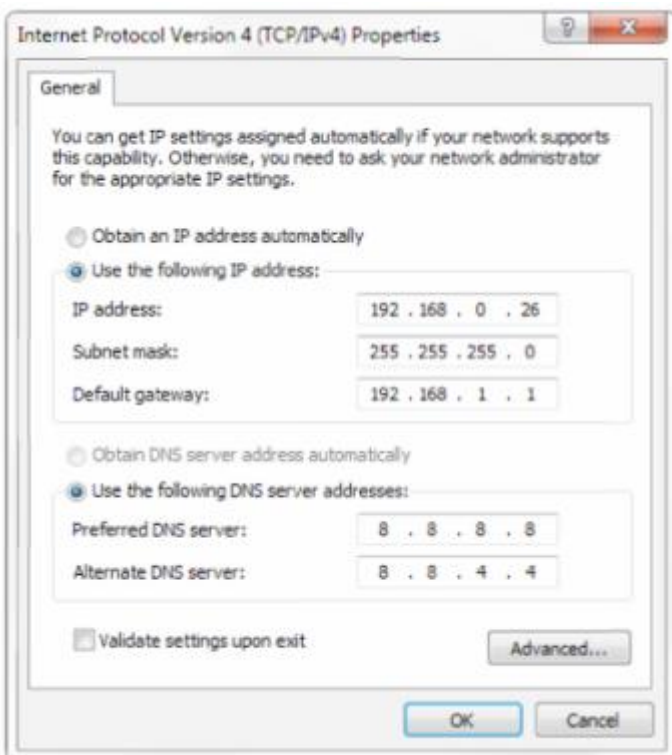 Internet Protocol Version 4 (TCP/IPv4) Properties
General
You can get IP settings assigned automatically if your network supports
this capability. Otherwise, you need to ask your network administrator
for the appropriate IP settings.
Obtain an IP address automatically
Use the following IP address:
IP address: 192 . 168 . 0 . 26
Subnet mask: 255 . 255 . 255 . 0
Default gateway: 192 . 168 . 1 . 1
Obtain DNS server address automatically
Use the following DNS server addresses:
Preferred DNS server: 8 . 8 . 8 . 8
Alternate DNS server: 8 . 8 . 4 . 4
Validate settings upon exit
Advanced...
OK Cancel